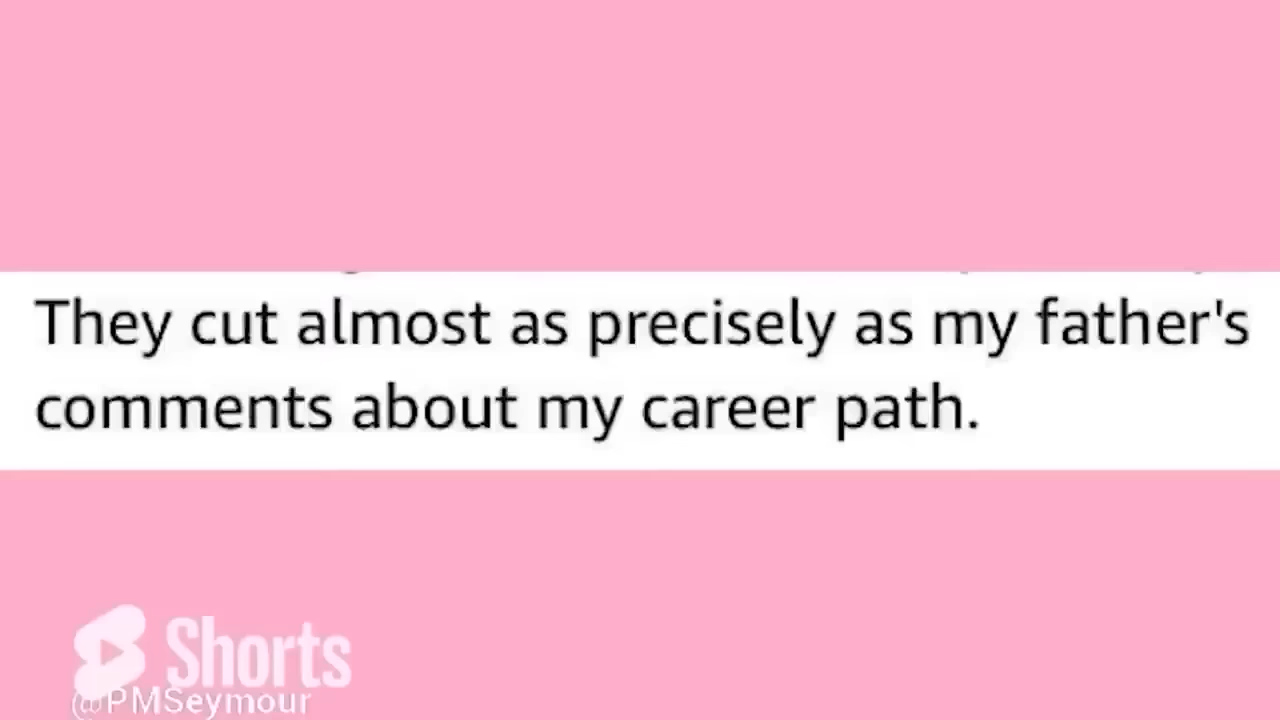 They cut almost as precisely as my father's
comments about my career path.
Shorts
@PMSeymour